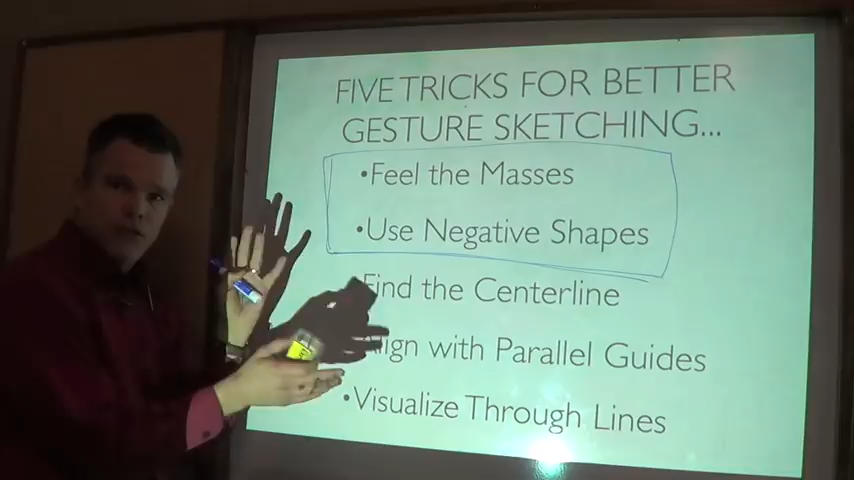 FIVE TRICKS FOR BETTER
GESTURE SKETCHING...
•Feel the Masses
•Use Negative Shapes
Find the Centerline
with Parallel Guides
•Visualize Through Lines